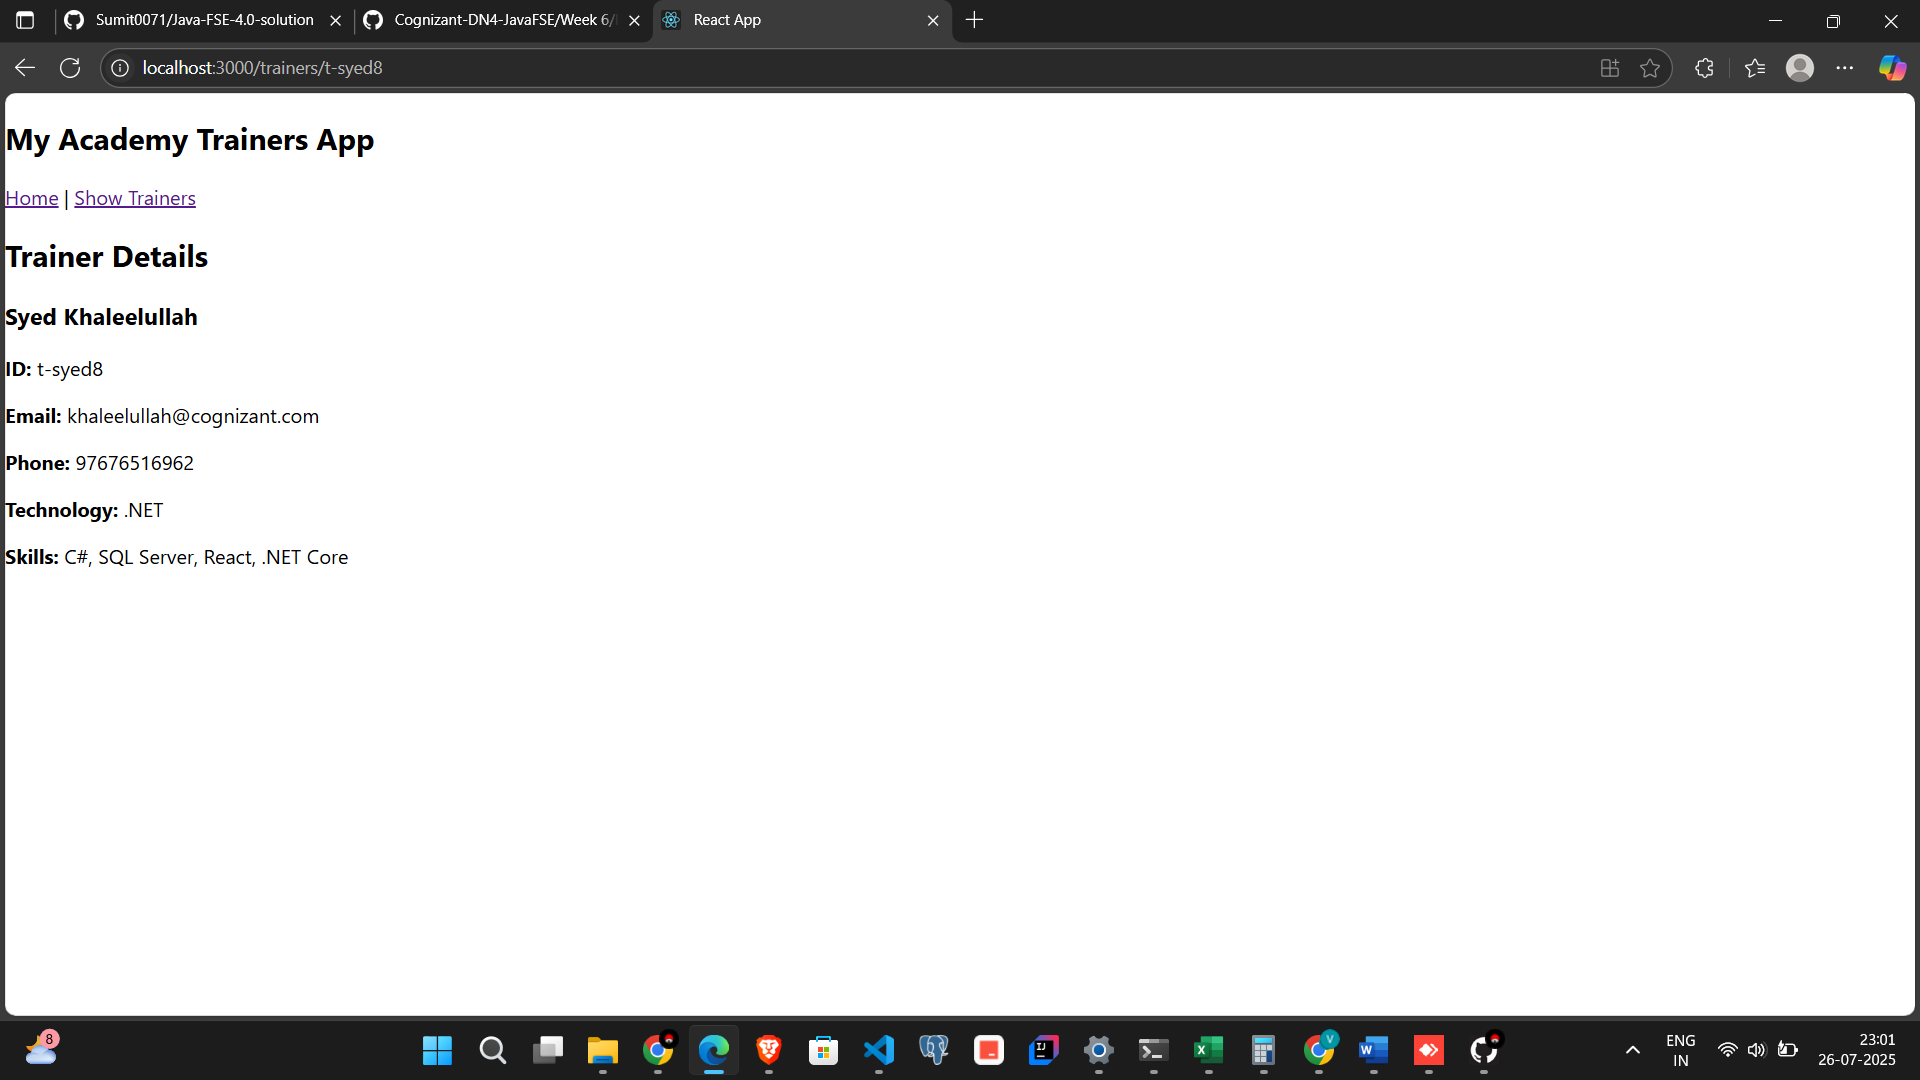 Sumit0071/Java-FSE-4.0-solution
Cognizant-DN4-JavaFSE/Week 6/
React App
localhost:3000/trainers/t-syed8
My Academy Trainers App
Home | Show Trainers
Trainer Details
Syed Khaleelullah
ID: t-syed8
Email: khaleelullah@cognizant.com
Phone: 97676516962
Technology: .NET
Skills: C#, SQL Server, React, .NET Core
8
IJ
X
V
W
ENG
IN
23:01
26-07-2025